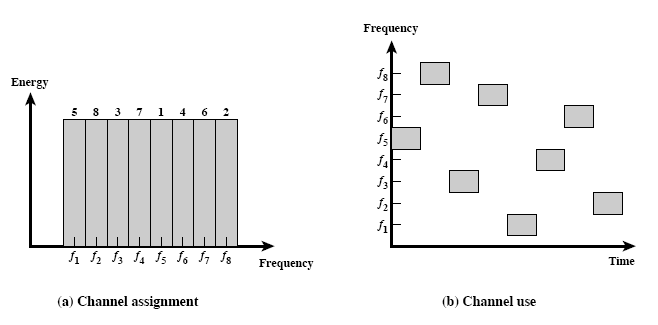 Energy
5 8 3 7 1 4 6 2
f1 f2 f3 f4 f5 f6 f7 f8
Frequency
(a) Channel assignment
Frequency
f8
f7
f6
f5
f4
f3
f2
f1
Time
(b) Channel use